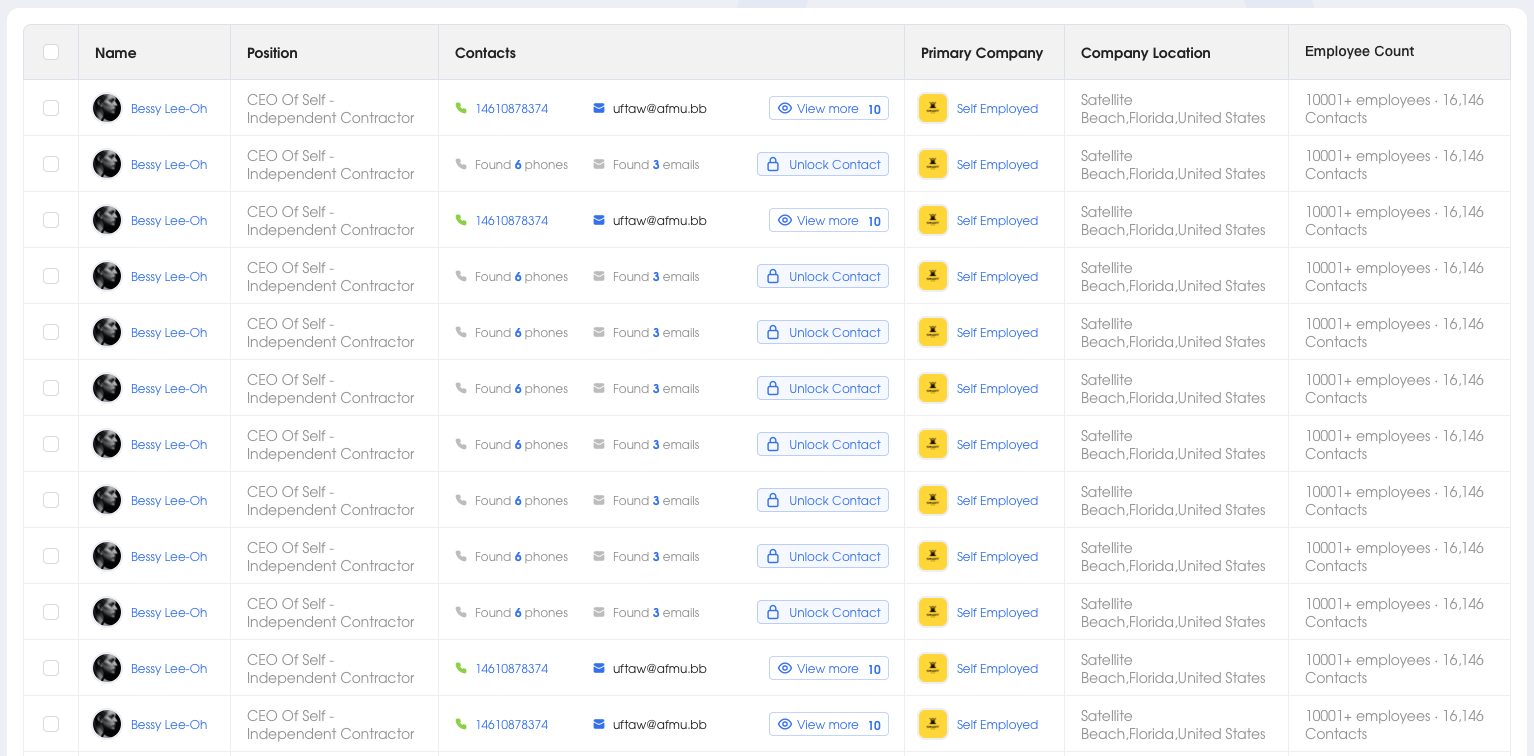 Name Position Contacts Primary Company Company Location Employee Count
Bessy Lee-Oh CEO Of Self - Independent Contractor 14610878374 uftaw@afmu.bb View more 10 Self Employed Satellite Beach,Florida,United States 10001+ employees · 16,146 Contacts
Bessy Lee-Oh CEO Of Self - Independent Contractor Found 6 phones Found 3 emails Unlock Contact Self Employed Satellite Beach,Florida,United States 10001+ employees · 16,146 Contacts
Bessy Lee-Oh CEO Of Self - Independent Contractor 14610878374 uftaw@afmu.bb View more 10 Self Employed Satellite Beach,Florida,United States 10001+ employees · 16,146 Contacts
Bessy Lee-Oh CEO Of Self - Independent Contractor Found 6 phones Found 3 emails Unlock Contact Self Employed Satellite Beach,Florida,United States 10001+ employees · 16,146 Contacts
Bessy Lee-Oh CEO Of Self - Independent Contractor Found 6 phones Found 3 emails Unlock Contact Self Employed Satellite Beach,Florida,United States 10001+ employees · 16,146 Contacts
Bessy Lee-Oh CEO Of Self - Independent Contractor Found 6 phones Found 3 emails Unlock Contact Self Employed Satellite Beach,Florida,United States 10001+ employees · 16,146 Contacts
Bessy Lee-Oh CEO Of Self - Independent Contractor Found 6 phones Found 3 emails Unlock Contact Self Employed Satellite Beach,Florida,United States 10001+ employees · 16,146 Contacts
Bessy Lee-Oh CEO Of Self - Independent Contractor Found 6 phones Found 3 emails Unlock Contact Self Employed Satellite Beach,Florida,United States 10001+ employees · 16,146 Contacts
Bessy Lee-Oh CEO Of Self - Independent Contractor Found 6 phones Found 3 emails Unlock Contact Self Employed Satellite Beach,Florida,United States 10001+ employees · 16,146 Contacts
Bessy Lee-Oh CEO Of Self - Independent Contractor Found 6 phones Found 3 emails Unlock Contact Self Employed Satellite Beach,Florida,United States 10001+ employees · 16,146 Contacts
Bessy Lee-Oh CEO Of Self - Independent Contractor 14610878374 uftaw@afmu.bb View more 10 Self Employed Satellite Beach,Florida,United States 10001+ employees · 16,146 Contacts
Bessy Lee-Oh CEO Of Self - Independent Contractor 14610878374 uftaw@afmu.bb View more 10 Self Employed Satellite Beach,Florida,United States 10001+ employees · 16,146 Contacts